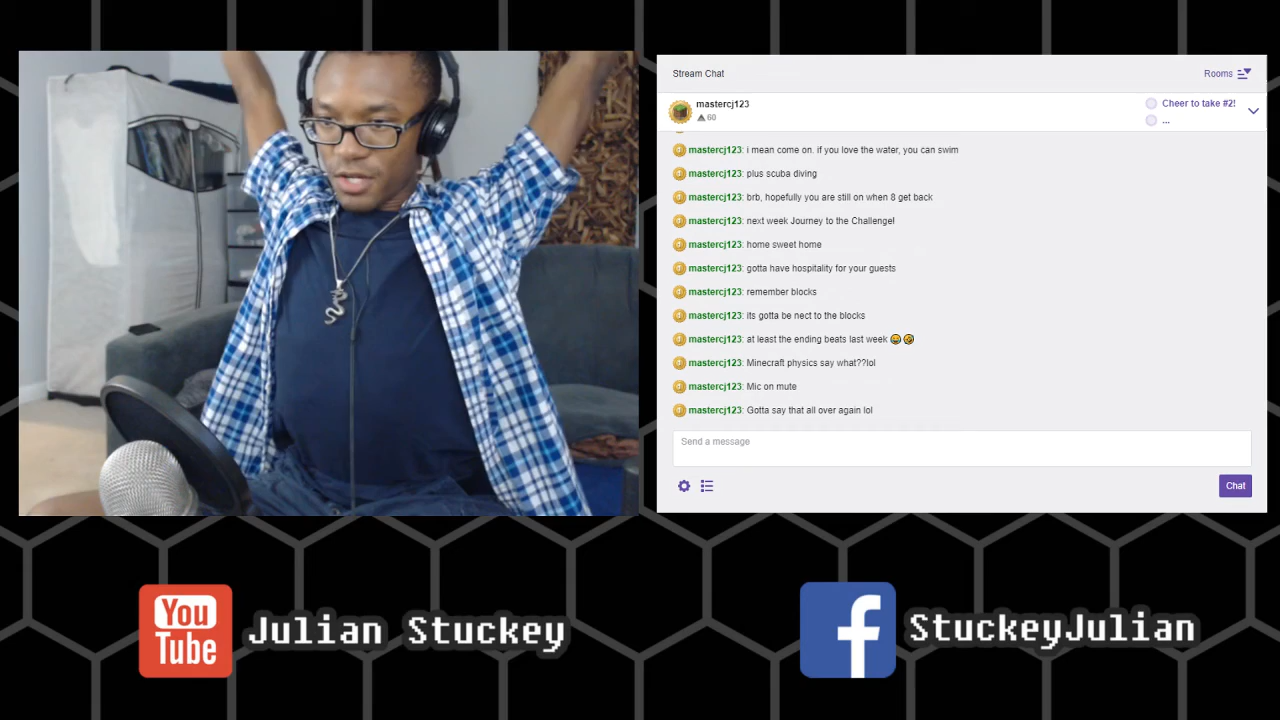 Stream Chat
Rooms
mastercj123
60
Cheer to take #2!
...
mastercj123: i mean come on. if you love the water, you can swim
mastercj123: plus scuba diving
mastercj123: brb, hopefully you are still on when 8 get back
mastercj123: next week Journey to the Challenge!
mastercj123: home sweet home
mastercj123: gotta have hospitality for your guests
mastercj123: remember blocks
mastercj123: its gotta be nect to the blocks
mastercj123: at least the ending beats last week
mastercj123: Minecraft physics say what??lol
mastercj123: Mic on mute
mastercj123: Gotta say that all over again lol
Send a message
Chat
You
Tube
Julian Stuckey
f
StuckeyJulian